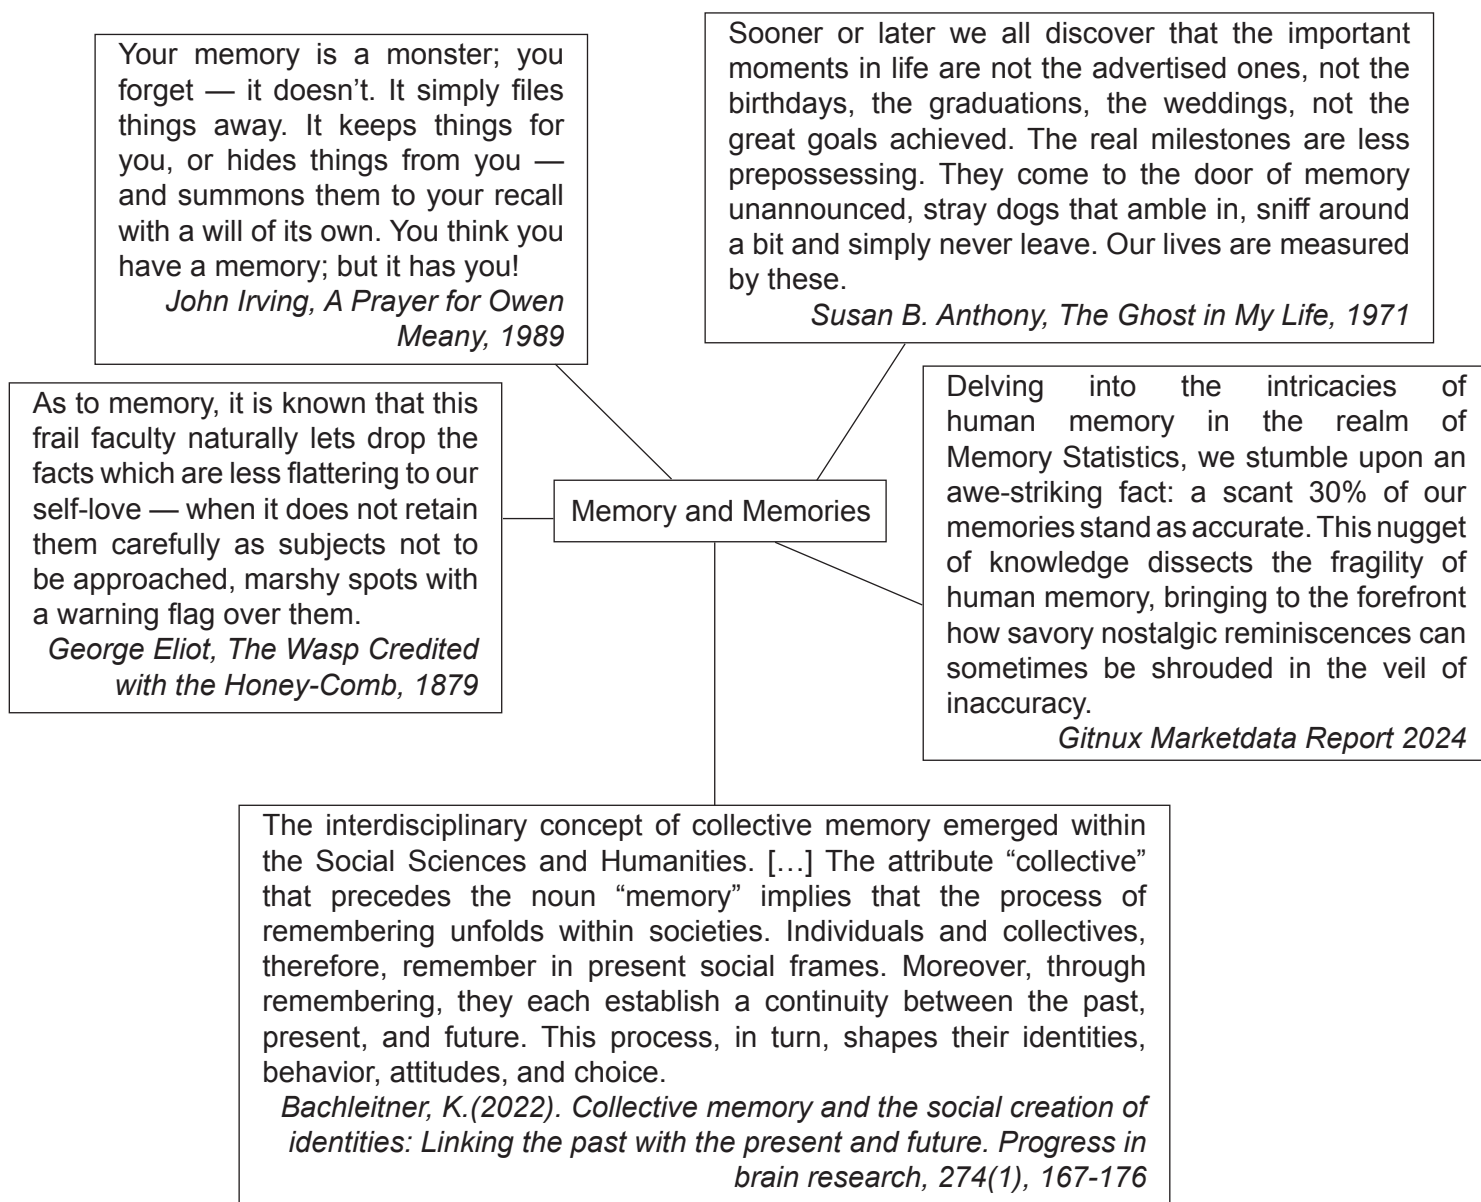 Your memory is a monster; you
forget — it doesn't. It simply files
things away. It keeps things for
you, or hides things from you —
and summons them to your recall
with a will of its own. You think you
have a memory; but it has you!
John Irving, A Prayer for Owen
Meany, 1989
Sooner or later we all discover that the important
moments in life are not the advertised ones, not the
birthdays, the graduations, the weddings, not the
great goals achieved. The real milestones are less
prepossessing. They come to the door of memory
unannounced, stray dogs that amble in, sniff around
a bit and simply never leave. Our lives are measured
by these.
Susan B. Anthony, The Ghost in My Life, 1971
As to memory, it is known that this
frail faculty naturally lets drop the
facts which are less flattering to our
self-love — when it does not retain
them carefully as subjects not to
be approached, marshy spots with
a warning flag over them.
George Eliot, The Wasp Credited
with the Honey-Comb, 1879
Memory and Memories
Delving into the intricacies of
human memory in the realm of
Memory Statistics, we stumble upon an
awe-striking fact: a scant 30% of our
memories stand as accurate. This nugget
of knowledge dissects the fragility of
human memory, bringing to the forefront
how savory nostalgic reminiscences can
sometimes be shrouded in the veil of
inaccuracy.
Gitnux Marketdata Report 2024
The interdisciplinary concept of collective memory emerged within
the Social Sciences and Humanities. […] The attribute “collective”
that precedes the noun “memory” implies that the process of
remembering unfolds within societies. Individuals and collectives,
therefore, remember in present social frames. Moreover, through
remembering, they each establish a continuity between the past,
present, and future. This process, in turn, shapes their identities,
behavior, attitudes, and choice.
Bachleitner, K.(2022). Collective memory and the social creation of
identities: Linking the past with the present and future. Progress in
brain research, 274(1), 167-176